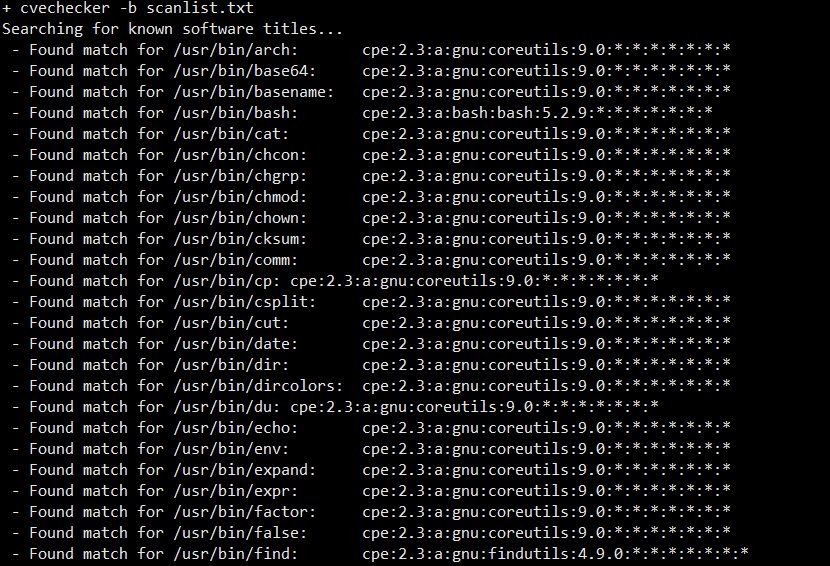 + cvechecker -b scanlist.txt
Searching for known software titles...
 - Found match for /usr/bin/arch:       cpe:2.3:a:gnu:coreutils:9.0:*:*:*:*:*:*:*
 - Found match for /usr/bin/base64:     cpe:2.3:a:gnu:coreutils:9.0:*:*:*:*:*:*:*
 - Found match for /usr/bin/basename:   cpe:2.3:a:gnu:coreutils:9.0:*:*:*:*:*:*:*
 - Found match for /usr/bin/bash:       cpe:2.3:a:bash:bash:5.2.9:*:*:*:*:*:*:*
 - Found match for /usr/bin/cat:        cpe:2.3:a:gnu:coreutils:9.0:*:*:*:*:*:*:*
 - Found match for /usr/bin/chcon:      cpe:2.3:a:gnu:coreutils:9.0:*:*:*:*:*:*:*
 - Found match for /usr/bin/chgrp:      cpe:2.3:a:gnu:coreutils:9.0:*:*:*:*:*:*:*
 - Found match for /usr/bin/chmod:      cpe:2.3:a:gnu:coreutils:9.0:*:*:*:*:*:*:*
 - Found match for /usr/bin/chown:      cpe:2.3:a:gnu:coreutils:9.0:*:*:*:*:*:*:*
 - Found match for /usr/bin/cksum:      cpe:2.3:a:gnu:coreutils:9.0:*:*:*:*:*:*:*
 - Found match for /usr/bin/comm:       cpe:2.3:a:gnu:coreutils:9.0:*:*:*:*:*:*:*
 - Found match for /usr/bin/cp: cpe:2.3:a:gnu:coreutils:9.0:*:*:*:*:*:*:*
 - Found match for /usr/bin/csplit:     cpe:2.3:a:gnu:coreutils:9.0:*:*:*:*:*:*:*
 - Found match for /usr/bin/cut:        cpe:2.3:a:gnu:coreutils:9.0:*:*:*:*:*:*:*
 - Found match for /usr/bin/date:       cpe:2.3:a:gnu:coreutils:9.0:*:*:*:*:*:*:*
 - Found match for /usr/bin/dir:        cpe:2.3:a:gnu:coreutils:9.0:*:*:*:*:*:*:*
 - Found match for /usr/bin/dircolors:  cpe:2.3:a:gnu:coreutils:9.0:*:*:*:*:*:*:*
 - Found match for /usr/bin/du: cpe:2.3:a:gnu:coreutils:9.0:*:*:*:*:*:*:*
 - Found match for /usr/bin/echo:       cpe:2.3:a:gnu:coreutils:9.0:*:*:*:*:*:*:*
 - Found match for /usr/bin/env:        cpe:2.3:a:gnu:coreutils:9.0:*:*:*:*:*:*:*
 - Found match for /usr/bin/expand:     cpe:2.3:a:gnu:coreutils:9.0:*:*:*:*:*:*:*
 - Found match for /usr/bin/expr:       cpe:2.3:a:gnu:coreutils:9.0:*:*:*:*:*:*:*
 - Found match for /usr/bin/factor:     cpe:2.3:a:gnu:coreutils:9.0:*:*:*:*:*:*:*
 - Found match for /usr/bin/false:      cpe:2.3:a:gnu:coreutils:9.0:*:*:*:*:*:*:*
 - Found match for /usr/bin/find:       cpe:2.3:a:gnu:findutils:4.9.0:*:*:*:*:*:*:*